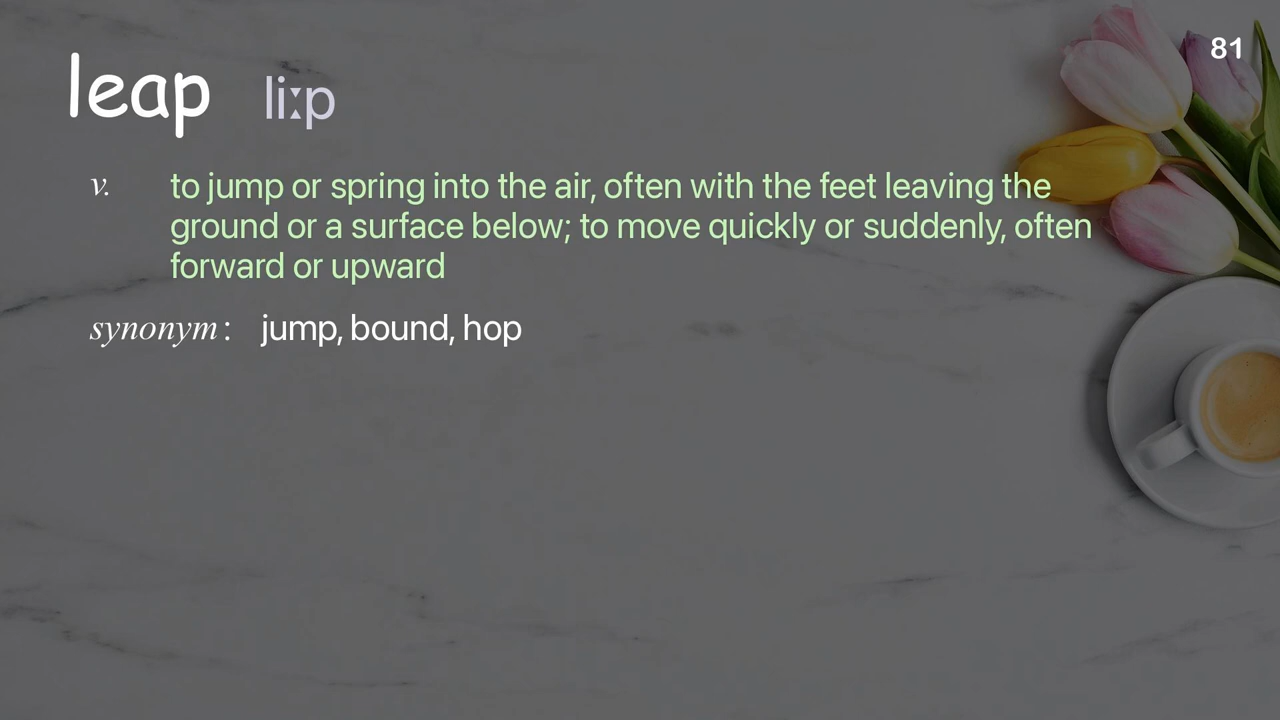 81
leap liːp
v. to jump or spring into the air, often with the feet leaving the
ground or a surface below; to move quickly or suddenly, often
forward or upward
synonym: jump, bound, hop